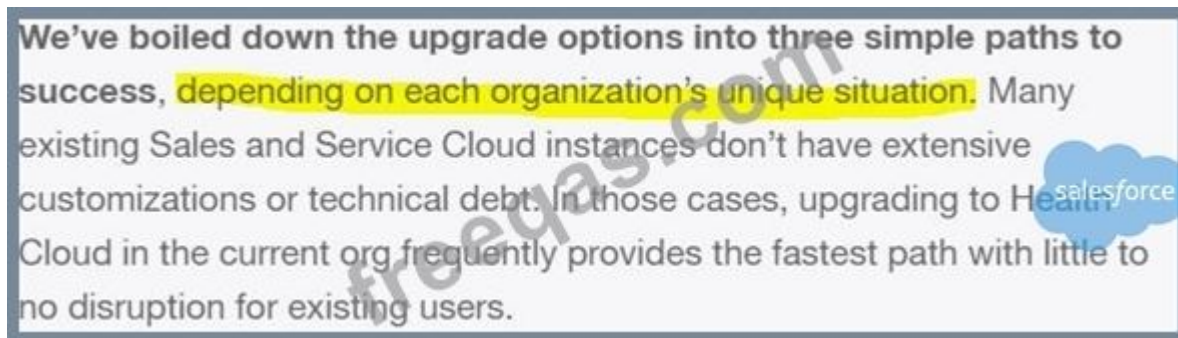 We've boiled down the upgrade options into three simple paths to
success, depending on each organization's unique situation. Many
existing Sales and Service Cloud instances don't have extensive
customizations or technical debt. In those cases, upgrading to Health
Cloud in the current org frequently provides the fastest path with little to
no disruption for existing users.
salesforce
freeqas.com